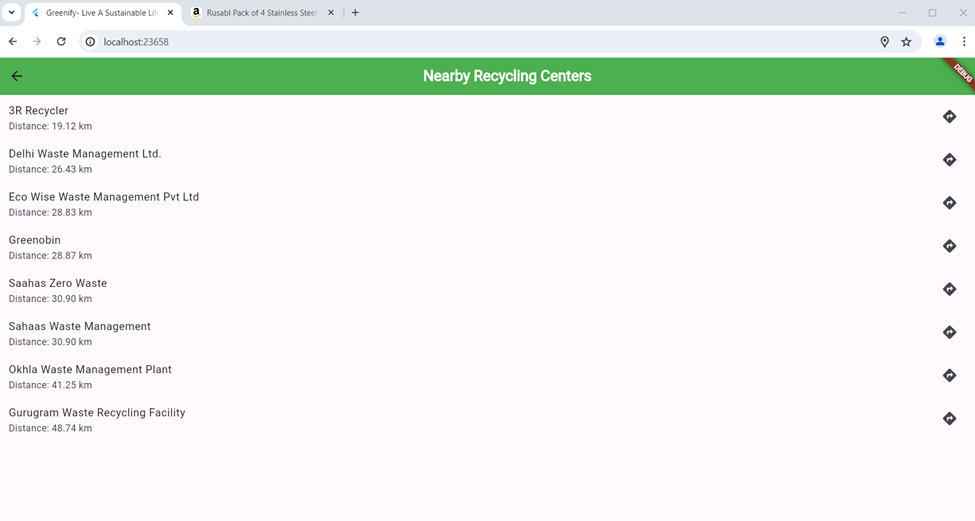 Greenify- Live A Sustainable Life
Rusabl Pack of 4 Stainless Steel
localhost:23658
Nearby Recycling Centers
DEBUG
3R Recycler
Distance: 19.12 km
Delhi Waste Management Ltd.
Distance: 26.43 km
Eco Wise Waste Management Pvt Ltd
Distance: 28.83 km
Greenobin
Distance: 28.87 km
Saahas Zero Waste
Distance: 30.90 km
Sahaas Waste Management
Distance: 30.90 km
Okhla Waste Management Plant
Distance: 41.25 km
Gurugram Waste Recycling Facility
Distance: 48.74 km